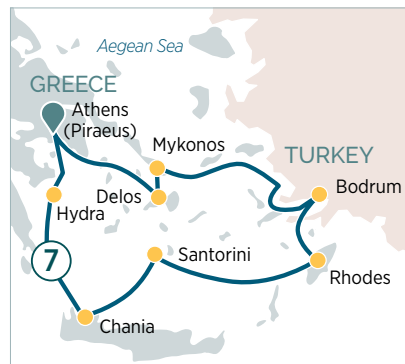 Aegean Sea
GREECE
Athens
(Piraeus)
Mykonos
TURKEY
Bodrum
Delos
Hydra
Santorini
7
Rhodes
Chania